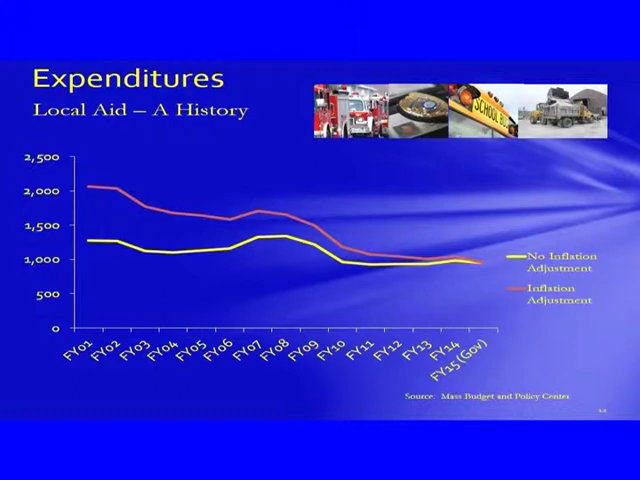 Expenditures
Local Aid – A History
SCHOOL BUS
2,500
2,000
1,500
1,000
500
0
FY01
FY02
FY03
FY04
FY05
FY06
FY07
FY08
FY09
FY10
FY11
FY12
FY13
FY14
FY15 (Gov)
No Inflation
Adjustment
Inflation
Adjustment
Source: Mass Budget and Policy Center